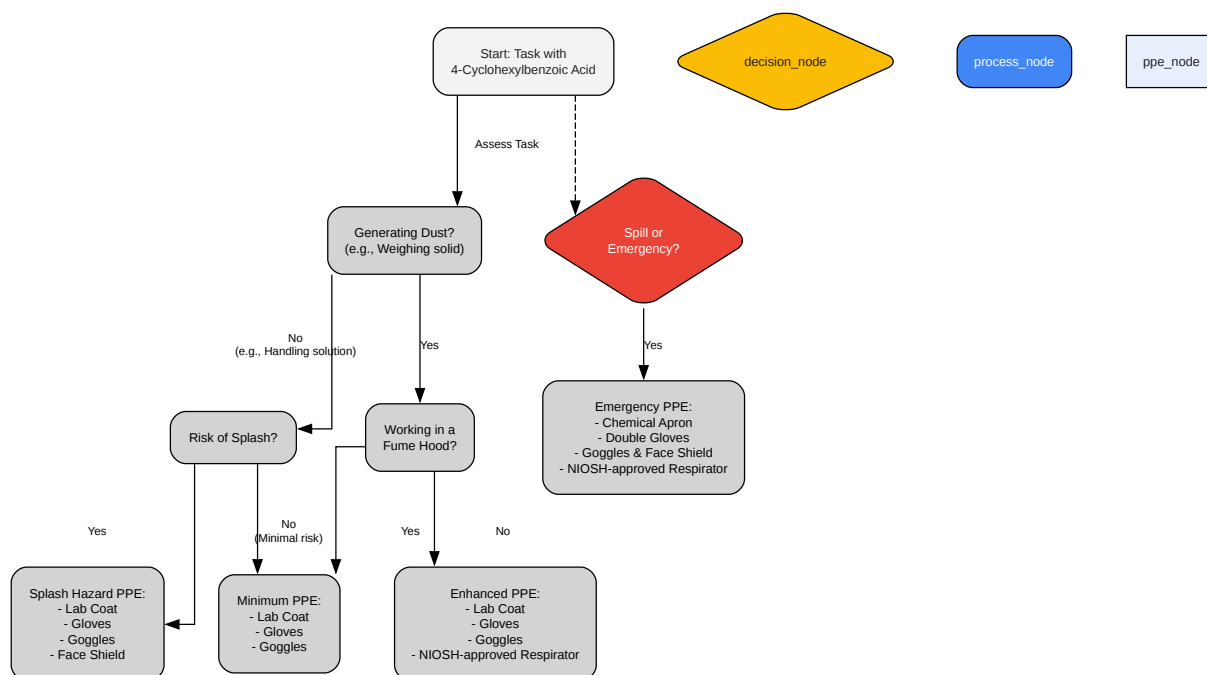 Start: Task with
4-Cyclohexylbenzoic Acid
decision_node
process_node
ppe_node
Assess Task
Generating Dust?
(e.g., Weighing solid)
Spill or
Emergency?
No
(e.g., Handling solution)
Yes
Yes
Risk of Splash?
Working in a
Fume Hood?
Emergency PPE:
- Chemical Apron
- Double Gloves
- Goggles & Face Shield
- NIOSH-approved Respirator
Yes
No
(Minimal risk)
Yes
No
Splash Hazard PPE:
- Lab Coat
- Gloves
- Goggles
- Face Shield
Minimum PPE:
- Lab Coat
- Gloves
- Goggles
Enhanced PPE:
- Lab Coat
- Gloves
- Goggles
- NIOSH-approved Respirator